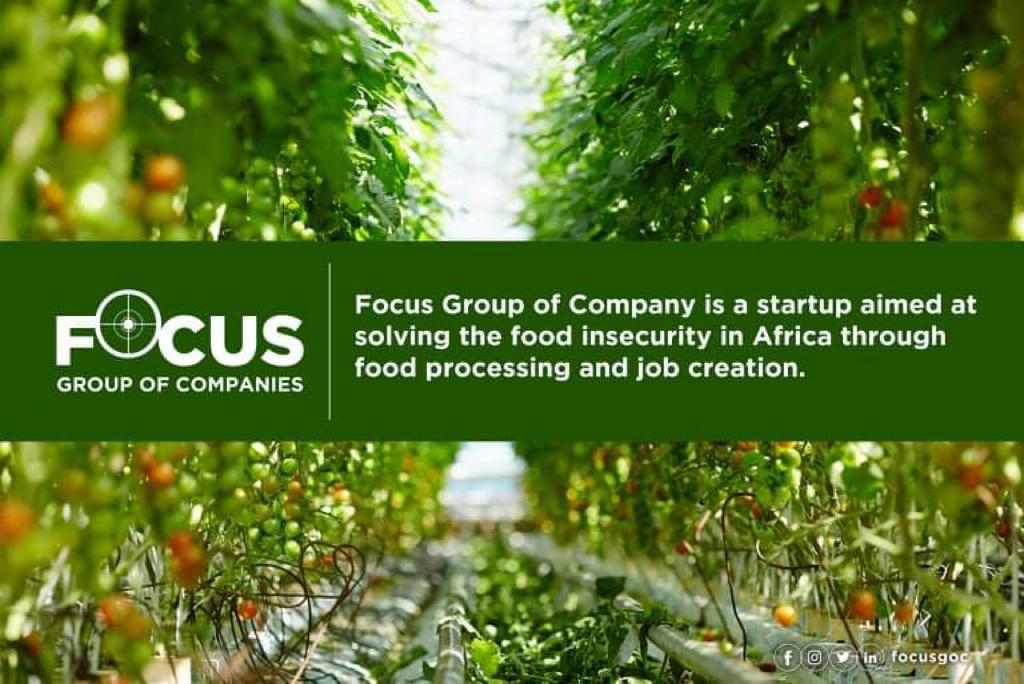 FOCUS
GROUP OF COMPANIES
Focus Group of Company is a startup aimed at
solving the food insecurity in Africa through
food processing and job creation.
focusgoc